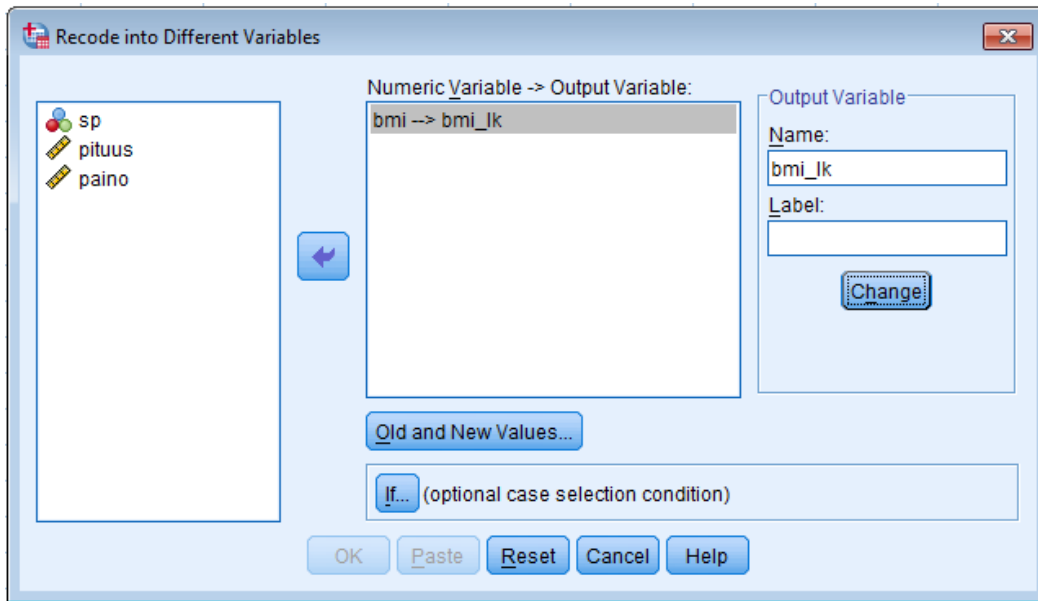 Recode into Different Variables
sp
pituus
paino
Numeric Variable -> Output Variable:
bmi --> bmi_lk
Output Variable
Name:
bmi_lk
Label:
Change
Old and New Values...
If... (optional case selection condition)
OK Paste Reset Cancel Help